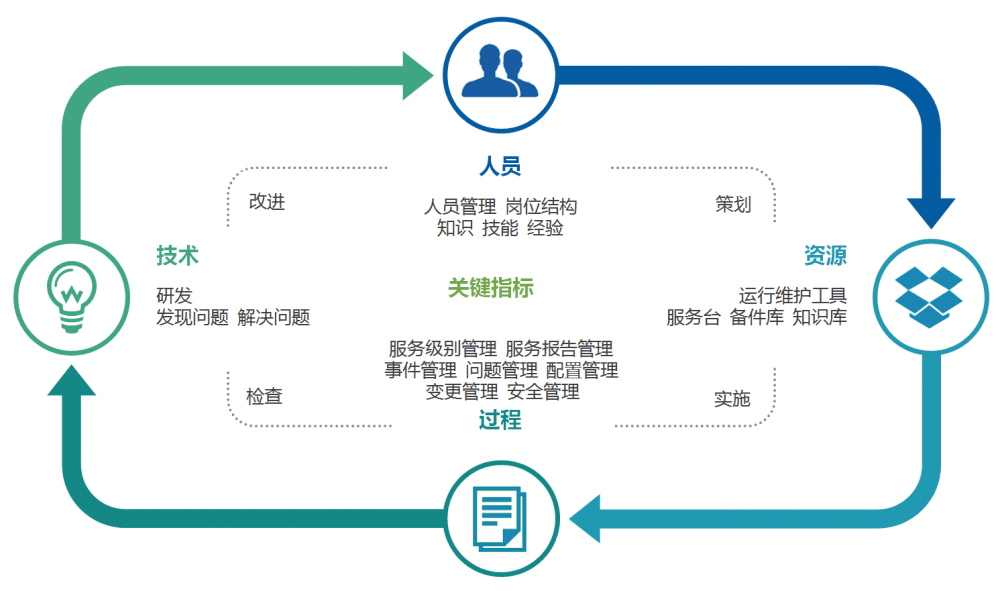 人员
改进
人员管理 岗位结构
策划
知识 技能 经验
技术
资源
研发
发现问题 解决问题
关键指标
运行维护工具
服务台 备件库 知识库
服务级别管理 服务报告管理
事件管理 问题管理 配置管理
变更管理 安全管理
检查
实施
过程